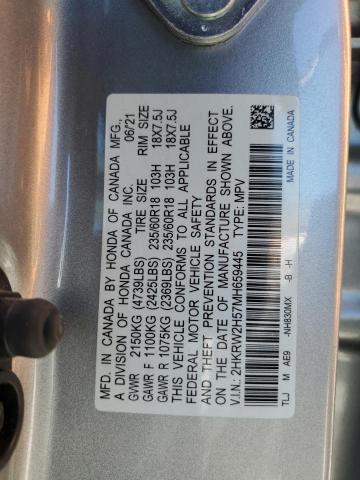 MFD. IN CANADA BY HONDA OF CANADA MFG.,
A DIVISION OF HONDA CANADA INC. 06/21
GVWR 2150KG (4739LBS) TIRE SIZE RIM SIZE
GAWR F 1100KG (2425LBS) 235/60R18 103H 18X7.5J
GAWR R 1075KG (2369LBS) 235/60R18 103H 18X7.5J
THIS VEHICLE CONFORMS TO ALL APPLICABLE
FEDERAL MOTOR VEHICLE SAFETY
AND THEFT PREVENTION STANDARDS IN EFFECT
ON THE DATE OF MANUFACTURE SHOWN ABOVE.
V.I.N.: 2HKRW2H57MH659445 TYPE: MPV
TLJ M AE9 -NH830MX -B -H MADE IN CANADA